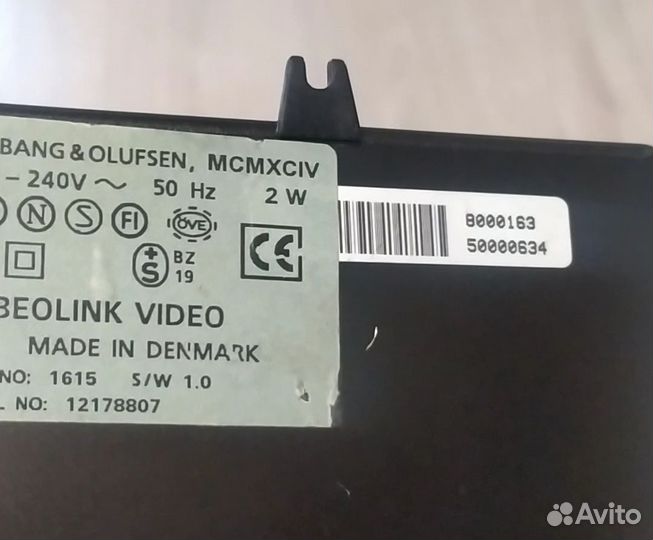 BANG & OLUFSEN, MCMXCIV
– 240V ~ 50 Hz 2 W
N S FI ÖVE
+S BZ 19 CE
BEOLINK VIDEO
MADE IN DENMARK
NO: 1615 S/W 1.0
L NO: 12178807
8000163
50000634
Avito